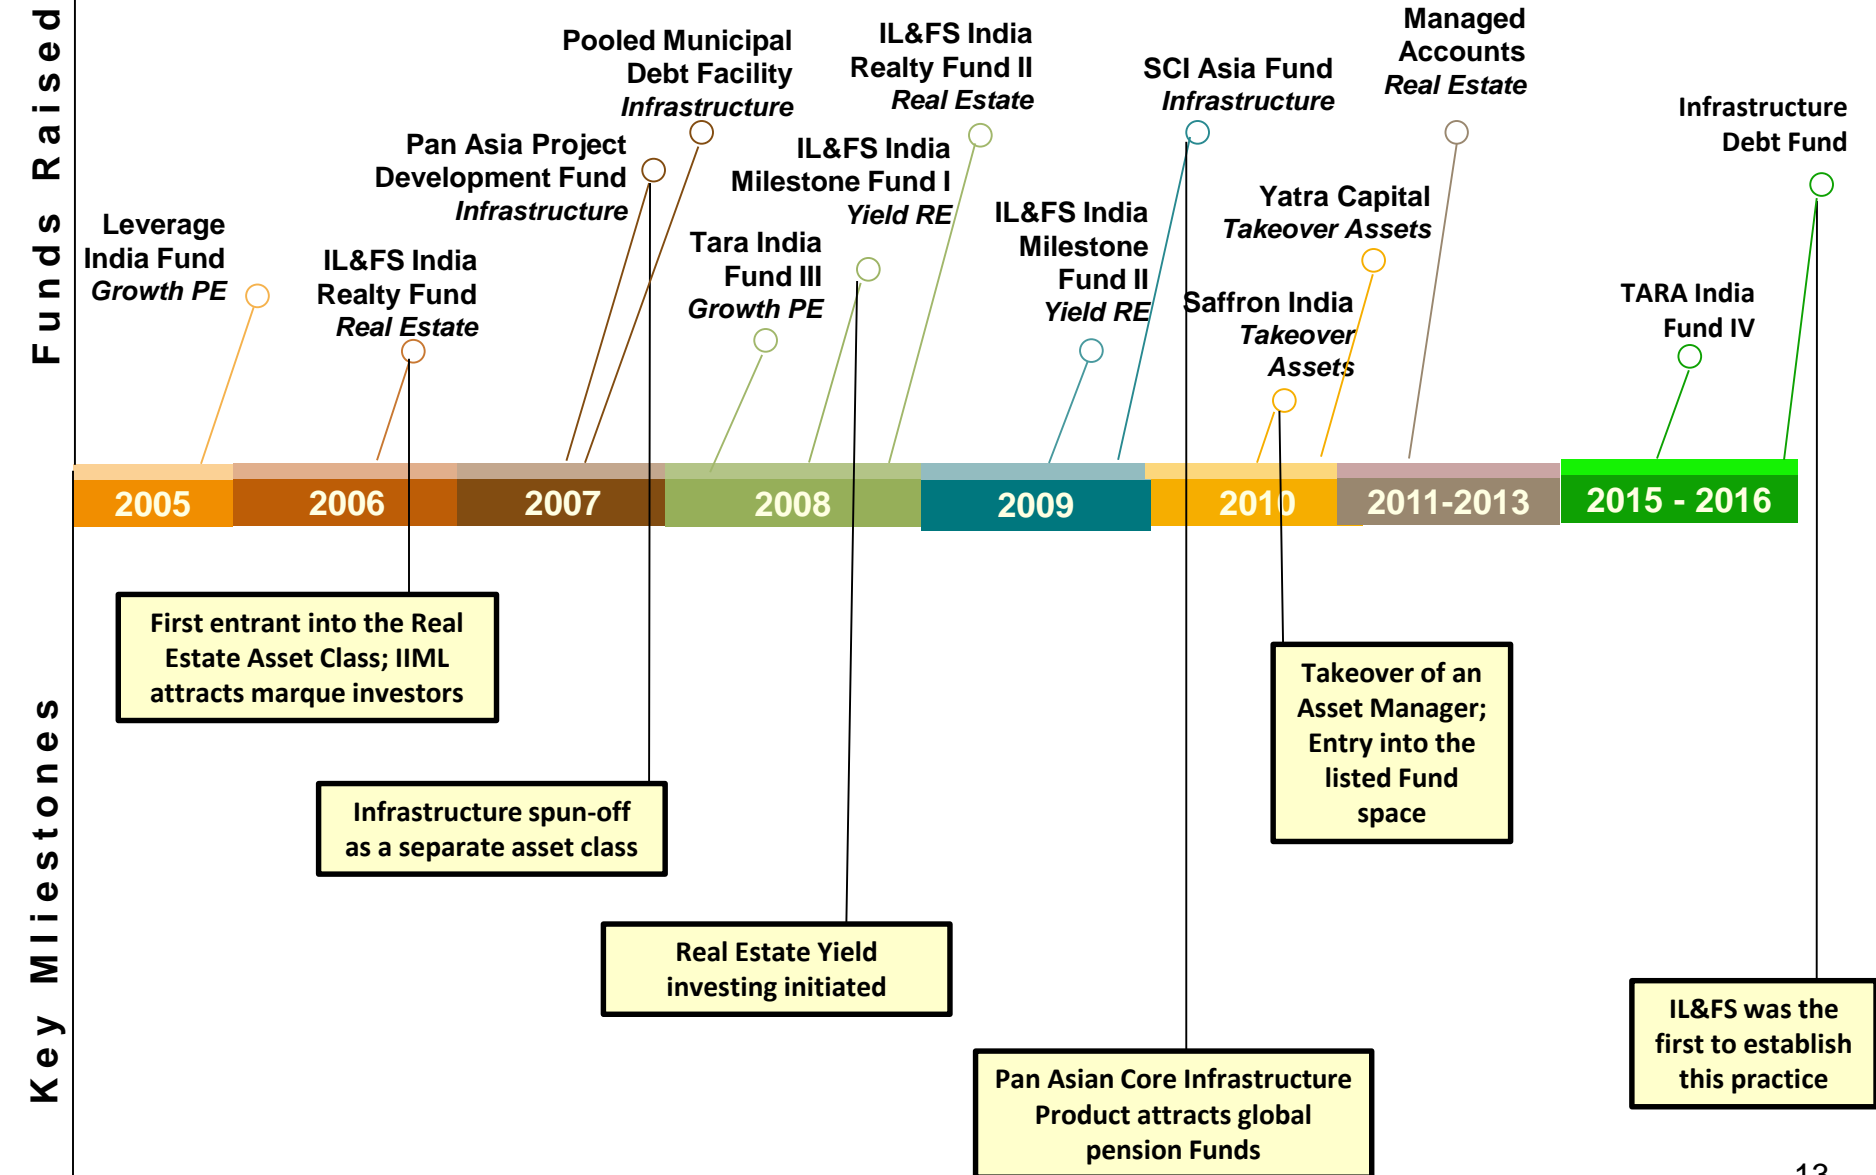 Funds Raised
Leverage
India Fund
Growth PE
IL&FS India
Realty Fund
Real Estate
Pan Asia Project
Development Fund
Infrastructure
Pooled Municipal
Debt Facility
Infrastructure
Tara India
Fund III
Growth PE
IL&FS India
Milestone Fund I
Yield RE
IL&FS India
Realty Fund II
Real Estate
IL&FS India
Milestone
Fund II
Yield RE
SCI Asia Fund
Infrastructure
Saffron India
Takeover
Assets
Yatra Capital
Takeover Assets
Managed
Accounts
Real Estate
TARA India
Fund IV
Infrastructure
Debt Fund
2005
2006
2007
2008
2009
2010
2011-2013
2015 - 2016
Key MIiestones
First entrant into the Real
Estate Asset Class; IIML
attracts marque investors
Infrastructure spun-off
as a separate asset class
Real Estate Yield
investing initiated
Pan Asian Core Infrastructure
Product attracts global
pension Funds
Takeover of an
Asset Manager;
Entry into the
listed Fund
space
IL&FS was the
first to establish
this practice
13